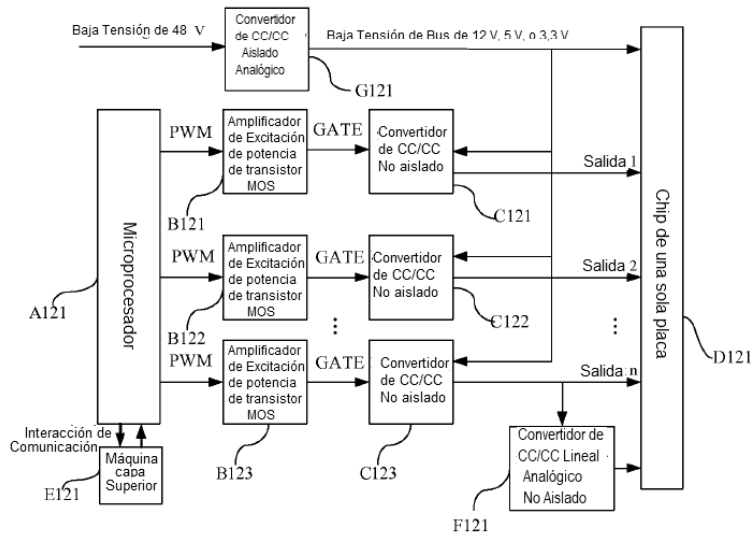 Baja Tensión de 48 V
Convertidor
de CC/CC
Aislado
Analógico
Baja Tensión de Bus de 12 V, 5 V, o 3,3 V
G121
Microprocesador
A121
PWM
Amplificador
de Excitación
de potencia
de transistor
MOS
B121
GATE
Convertidor
de CC/CC
No aislado
C121
Salida 1
PWM
Amplificador
de Excitación
de potencia
de transistor
MOS
B122
GATE
Convertidor
de CC/CC
No aislado
C122
Salida 2
...
...
PWM
Amplificador
de Excitación
de potencia
de transistor
MOS
B123
GATE
Convertidor
de CC/CC
No aislado
C123
Salida n
Chip de una sola placa
D121
Interacción de
Comunicación
Máquina
capa
Superior
E121
Convertidor de
CC/CC Lineal
Analógico
No Aislado
F121